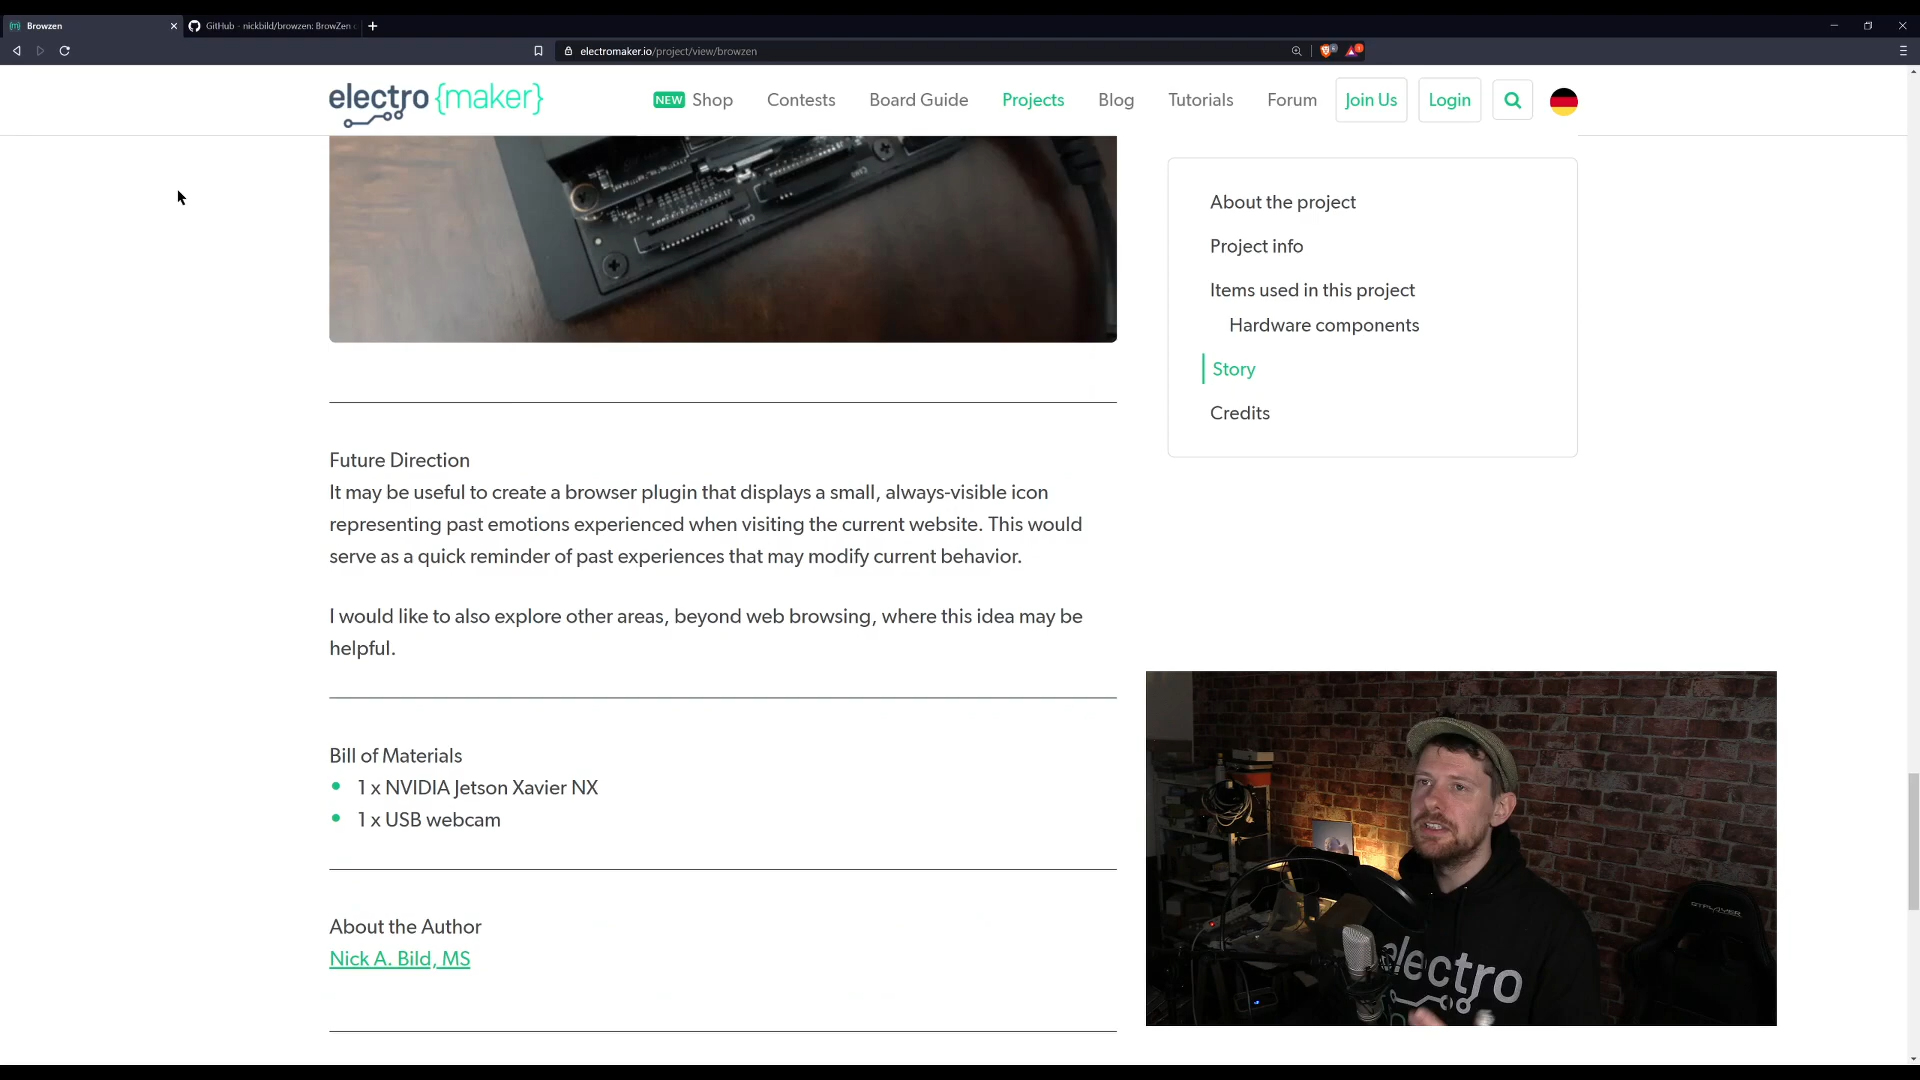 Browzen
GitHub - nickbild/browzen: BrowZen c
electromaker.io/project/view/browzen
electro {maker}
NEW Shop
Contests
Board Guide
Projects
Blog
Tutorials
Forum
Join Us
Login
CAM1
CAM0
About the project
Project info
Items used in this project
Hardware components
Story
Credits
Future Direction
It may be useful to create a browser plugin that displays a small, always-visible icon
representing past emotions experienced when visiting the current website. This would
serve as a quick reminder of past experiences that may modify current behavior.
I would like to also explore other areas, beyond web browsing, where this idea may be
helpful.
Bill of Materials
1 x NVIDIA Jetson Xavier NX
1 x USB webcam
About the Author
Nick A. Bild, MS
GTPLAYER
electro